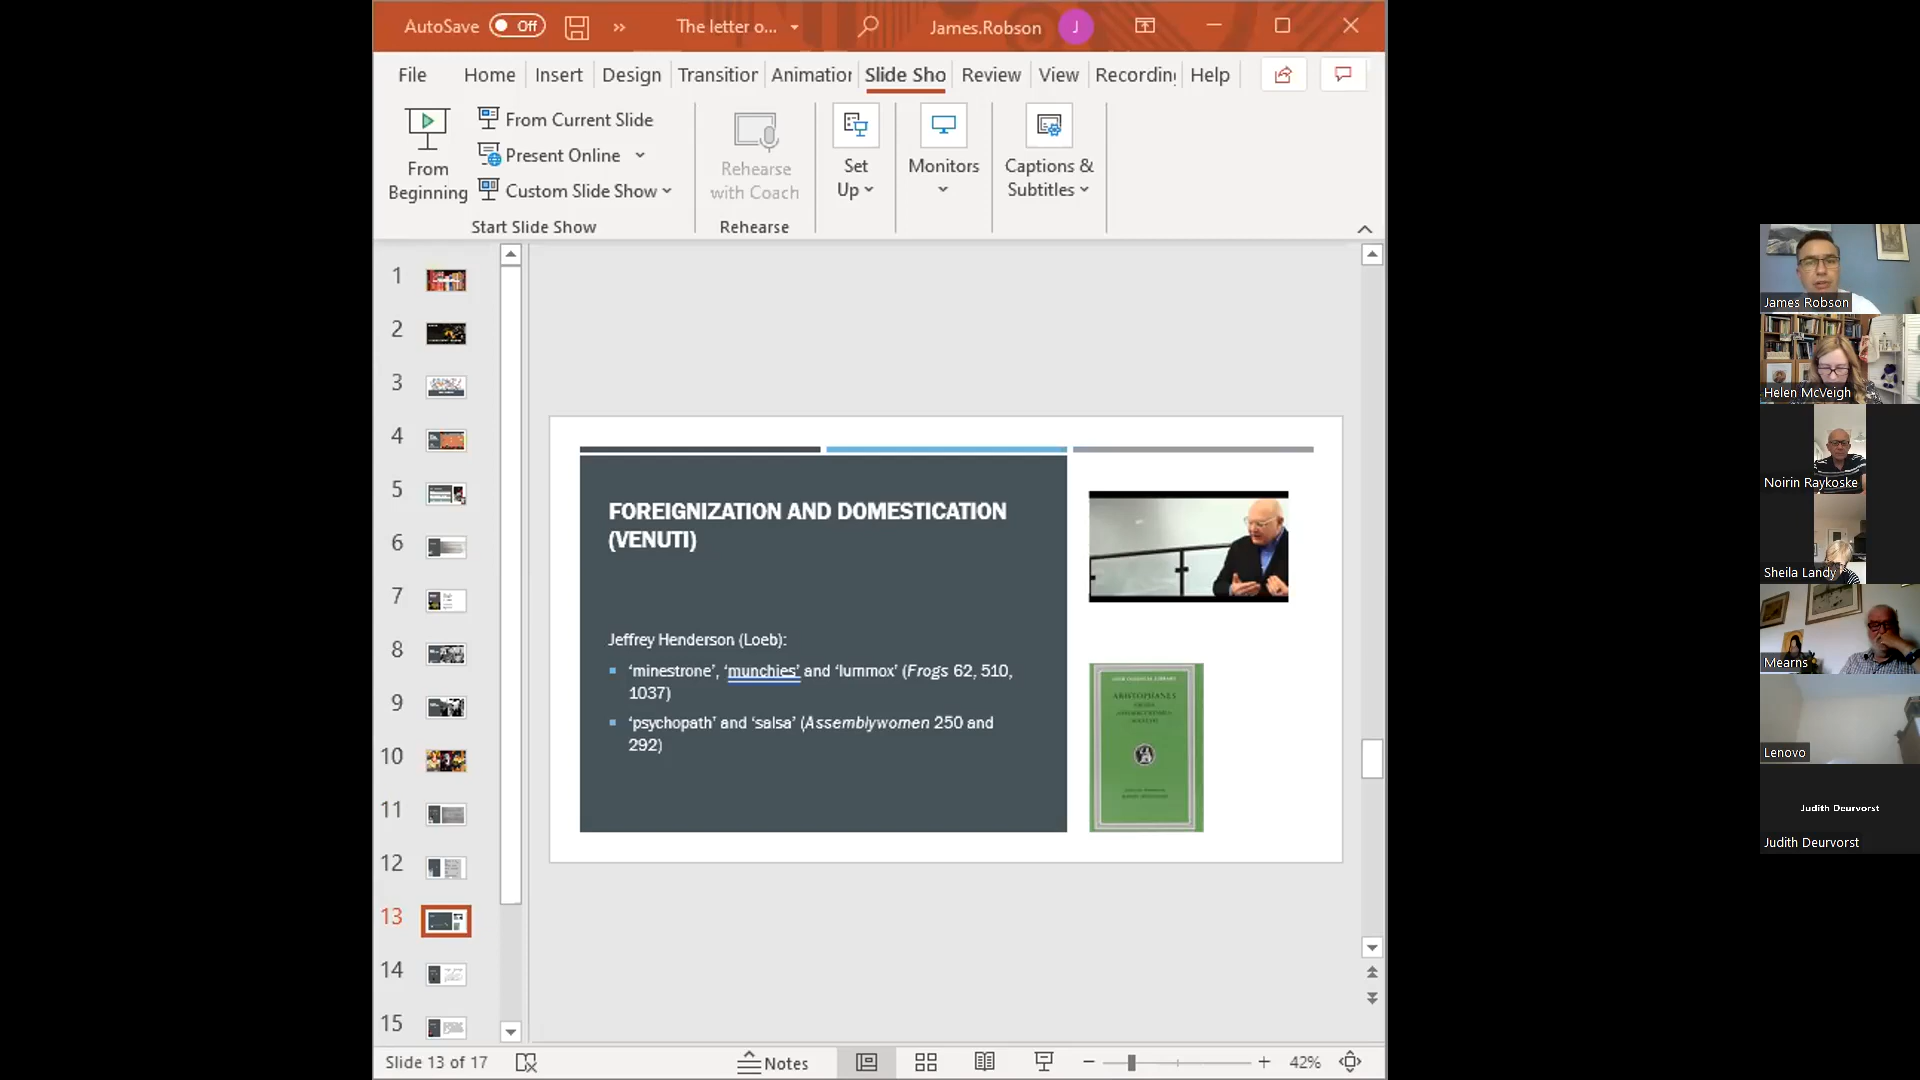 AutoSave
Off
The letter o...
James.Robson
J
File
Home
Insert
Design
Transition
Animation
Slide Sho
Review
View
Recording
Help
From Beginning
From Current Slide
Present Online
Custom Slide Show
Start Slide Show
Rehearse
with Coach
Rehearse
Set
Up
Monitors
Captions &
Subtitles
1
2
3
4
5
6
7
8
9
10
11
12
13
14
15
FOREIGNIZATION AND DOMESTICATION
(VENUTI)
Jeffrey Henderson (Loeb):
‘minestrone’, ‘munchies’ and ‘lummox’ (Frogs 62, 510,
1037)
‘psychopath’ and ‘salsa’ (Assemblywomen 250 and
292)
ARISTOPHANES
Slide 13 of 17
Notes
42%
James Robson
Helen McVeigh
Noirin Raykoske
Sheila Landy
Mearns
Lenovo
Judith Deurvorst
Judith Deurvorst